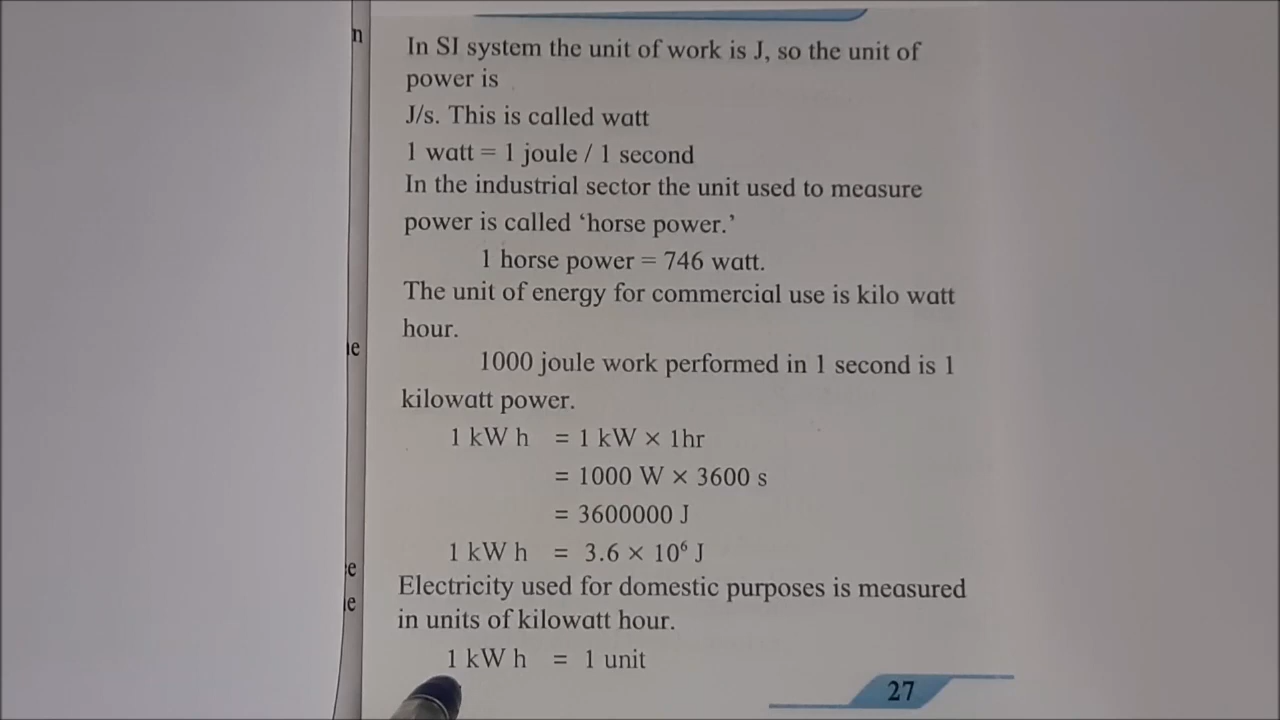 n
In SI system the unit of work is J, so the unit of
power is
J/s. This is called watt
1 watt = 1 joule / 1 second
In the industrial sector the unit used to measure
power is called ‘horse power.’
1 horse power = 746 watt.
The unit of energy for commercial use is kilo watt
hour.
1000 joule work performed in 1 second is 1
kilowatt power.
1 kW h = 1 kW × 1hr
= 1000 W × 3600 s
= 3600000 J
1 kW h = 3.6 × 10⁶ J
Electricity used for domestic purposes is measured
in units of kilowatt hour.
1 kW h = 1 unit
27